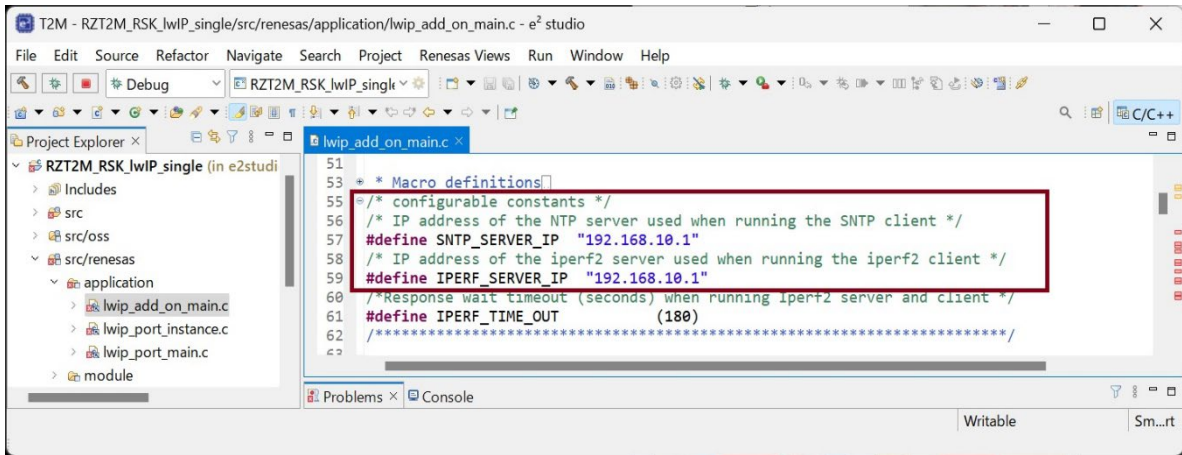 T2M - RZT2M_RSK_lwIP_single/src/renesas/application/lwip_add_on_main.c - e² studio
File Edit Source Refactor Navigate Search Project Renesas Views Run Window Help
Debug RZT2M_RSK_lwIP_single
C/C++
Project Explorer
lwip_add_on_main.c
RZT2M_RSK_lwIP_single (in e2studi
Includes
src
src/oss
src/renesas
application
lwip_add_on_main.c
lwip_port_instance.c
lwip_port_main.c
module
51
53 * Macro definitions
55 /* configurable constants */
56 /* IP address of the NTP server used when running the SNTP client */
57 #define SNTP_SERVER_IP "192.168.10.1"
58 /* IP address of the iperf2 server used when running the iperf2 client */
59 #define IPERF_SERVER_IP "192.168.10.1"
60 /*Response wait timeout (seconds) when running Iperf2 server and client */
61 #define IPERF_TIME_OUT (180)
62 /****************************************************************************/
63
Problems Console
Writable Sm...rt